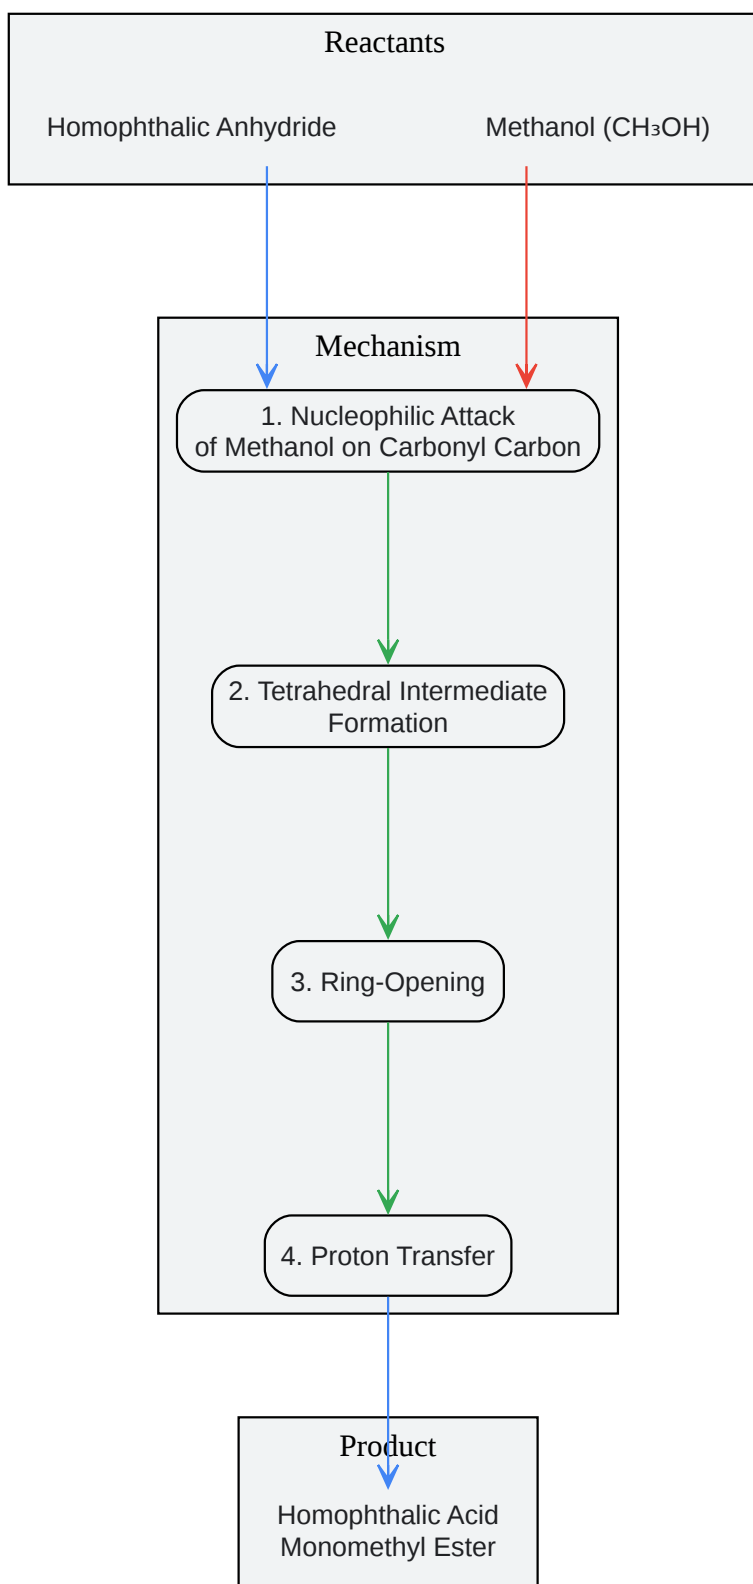 Reactants
Homophthalic Anhydride
Methanol (CH₃OH)
Mechanism
1. Nucleophilic Attack
of Methanol on Carbonyl Carbon
2. Tetrahedral Intermediate
Formation
3. Ring-Opening
4. Proton Transfer
Product
Homophthalic Acid
Monomethyl Ester